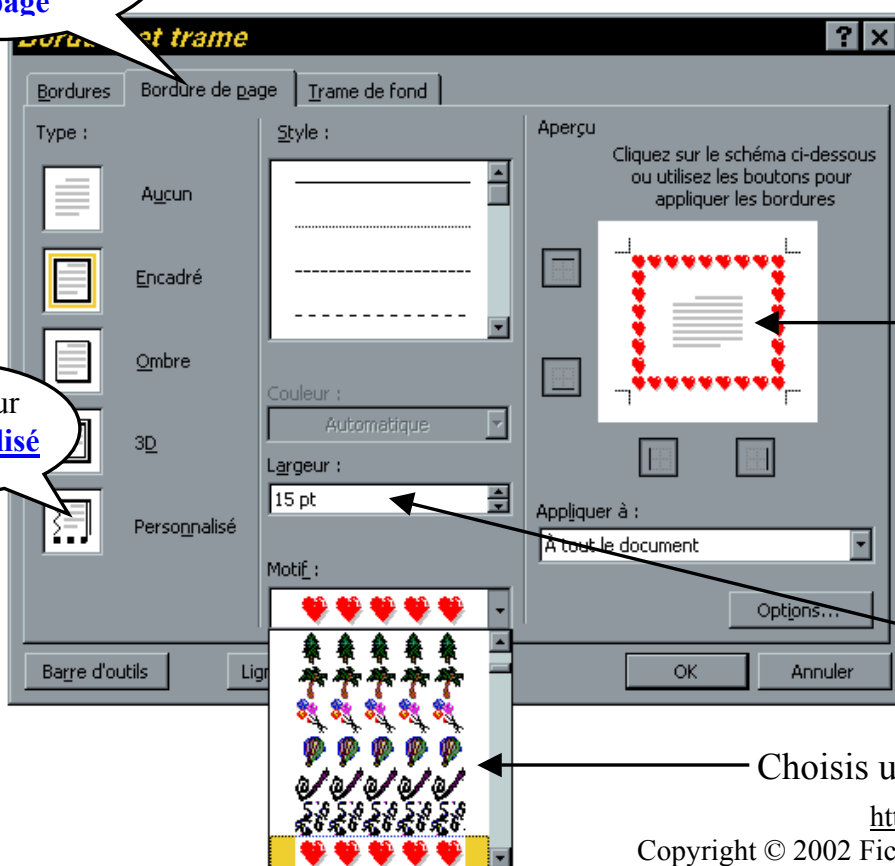 page
et trame
Bordures
Bordure de page
Trame de fond
Type :
Aucun
Encadré
Ombre
3D
Personnalisé
Style :
Couleur :
Automatique
Largeur :
15 pt
Motif :
Aperçu
Cliquez sur le schéma ci-dessous
ou utilisez les boutons pour
appliquer les bordures
Appliquer à :
À tout le document
Options...
Barre d'outils
Lig
OK
Annuler
ur
lisé
Choisis u
htt
Copyright © 2002 Fic